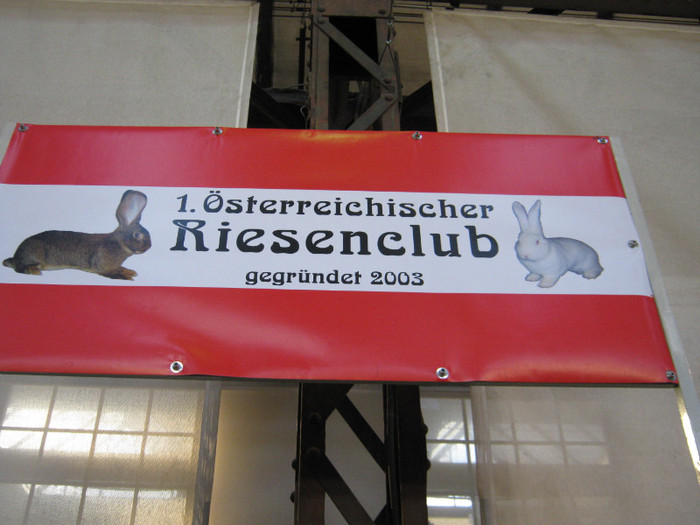 1. Österreichischer
Riesenclub
gegründet 2003